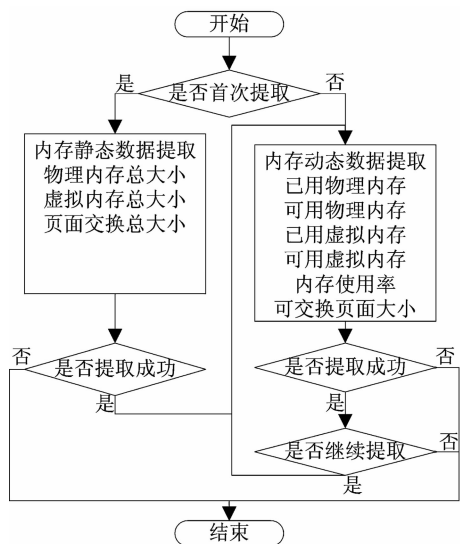 开始
是否首次提取
是
否
内存静态数据提取
物理内存总大小
虚拟内存总大小
页面交换总大小
内存动态数据提取
已用物理内存
可用物理内存
已用虚拟内存
可用虚拟内存
内存使用率
可交换页面大小
否
是否提取成功
是
是否提取成功
否
是
是否继续提取
否
是
结束